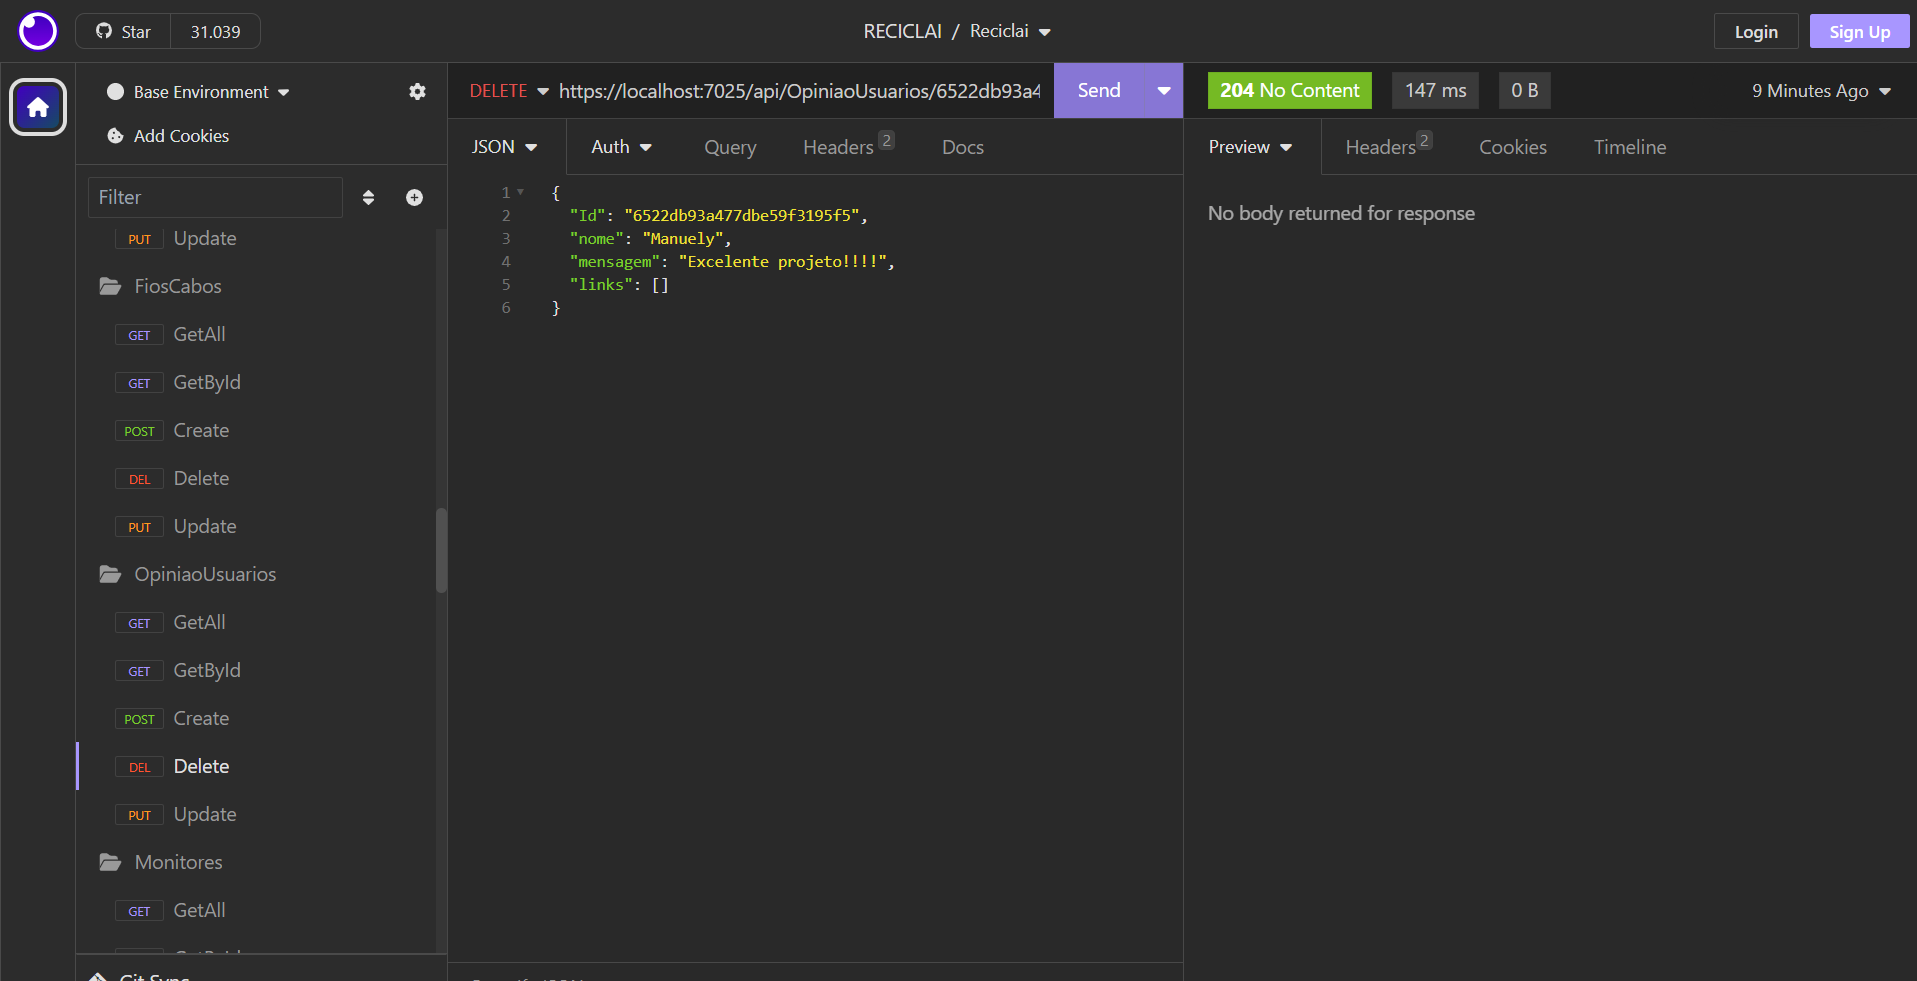 Star 31.039
RECICLAI / Reciclai
Login Sign Up
Base Environment
Add Cookies
Filter
PUT Update
FiosCabos
GET GetAll
GET GetById
POST Create
DEL Delete
PUT Update
OpiniaoUsuarios
GET GetAll
GET GetById
POST Create
DEL Delete
PUT Update
Monitores
GET GetAll
Git Sync
DELETE https://localhost:7025/api/OpiniaoUsuarios/6522db93a4 Send
JSON Auth Query Headers 2 Docs
1 {
2 "Id": "6522db93a477dbe59f3195f5",
3 "nome": "Manuely",
4 "mensagem": "Excelente projeto!!!!",
5 "links": []
6 }
204 No Content 147 ms 0 B 9 Minutes Ago
Preview Headers 2 Cookies Timeline
No body returned for response